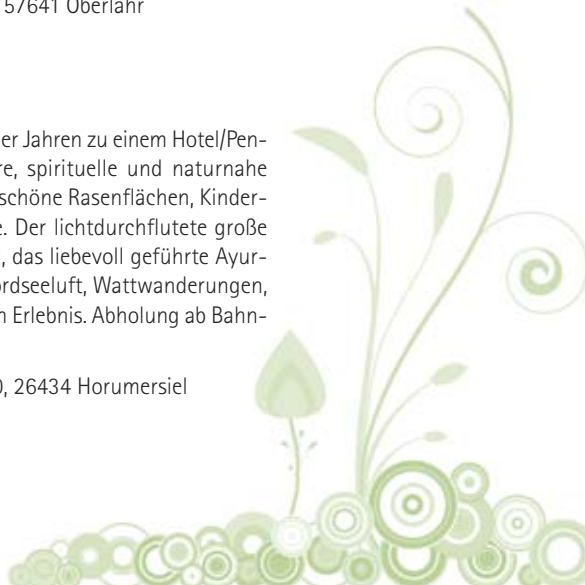 57641 Oberlahr
er Jahren zu einem Hotel/Pen-
re, spirituelle und naturnahe
schöne Rasenflächen, Kinder-
e. Der lichtdurchflutete große
, das liebevoll geführte Ayur-
ordseeluft, Wattwanderungen,
n Erlebnis. Abholung ab Bahn-
0, 26434 Horumersiel